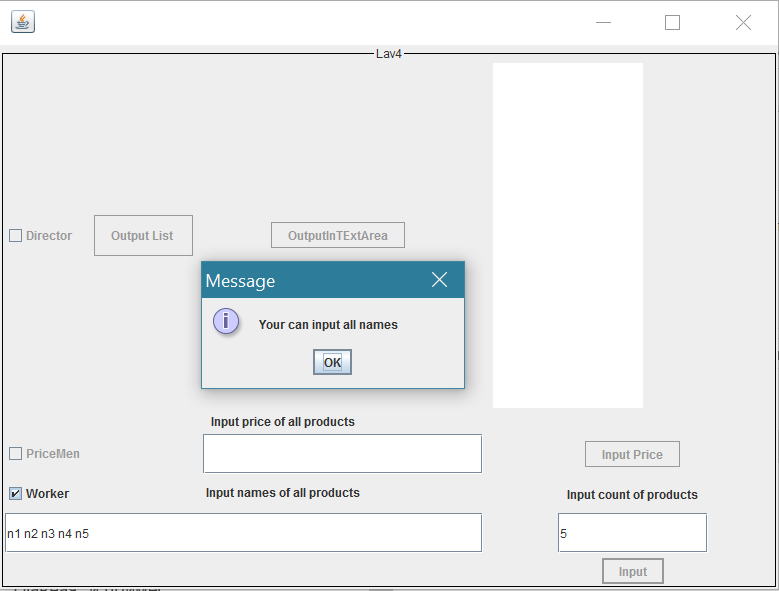 Lav4
Director
Output List
OutputInTExtArea
Message
Your can input all names
OK
Input price of all products
PriceMen
Input Price
Worker
Input names of all products
Input count of products
n1 n2 n3 n4 n5
5
Input